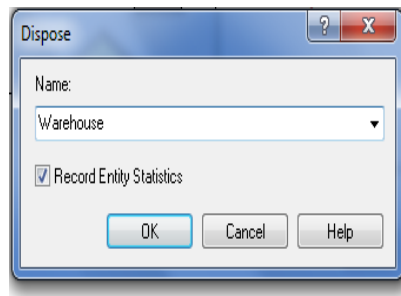 Dispose
?
X
Name:
Warehouse
Record Entity Statistics
OK Cancel Help